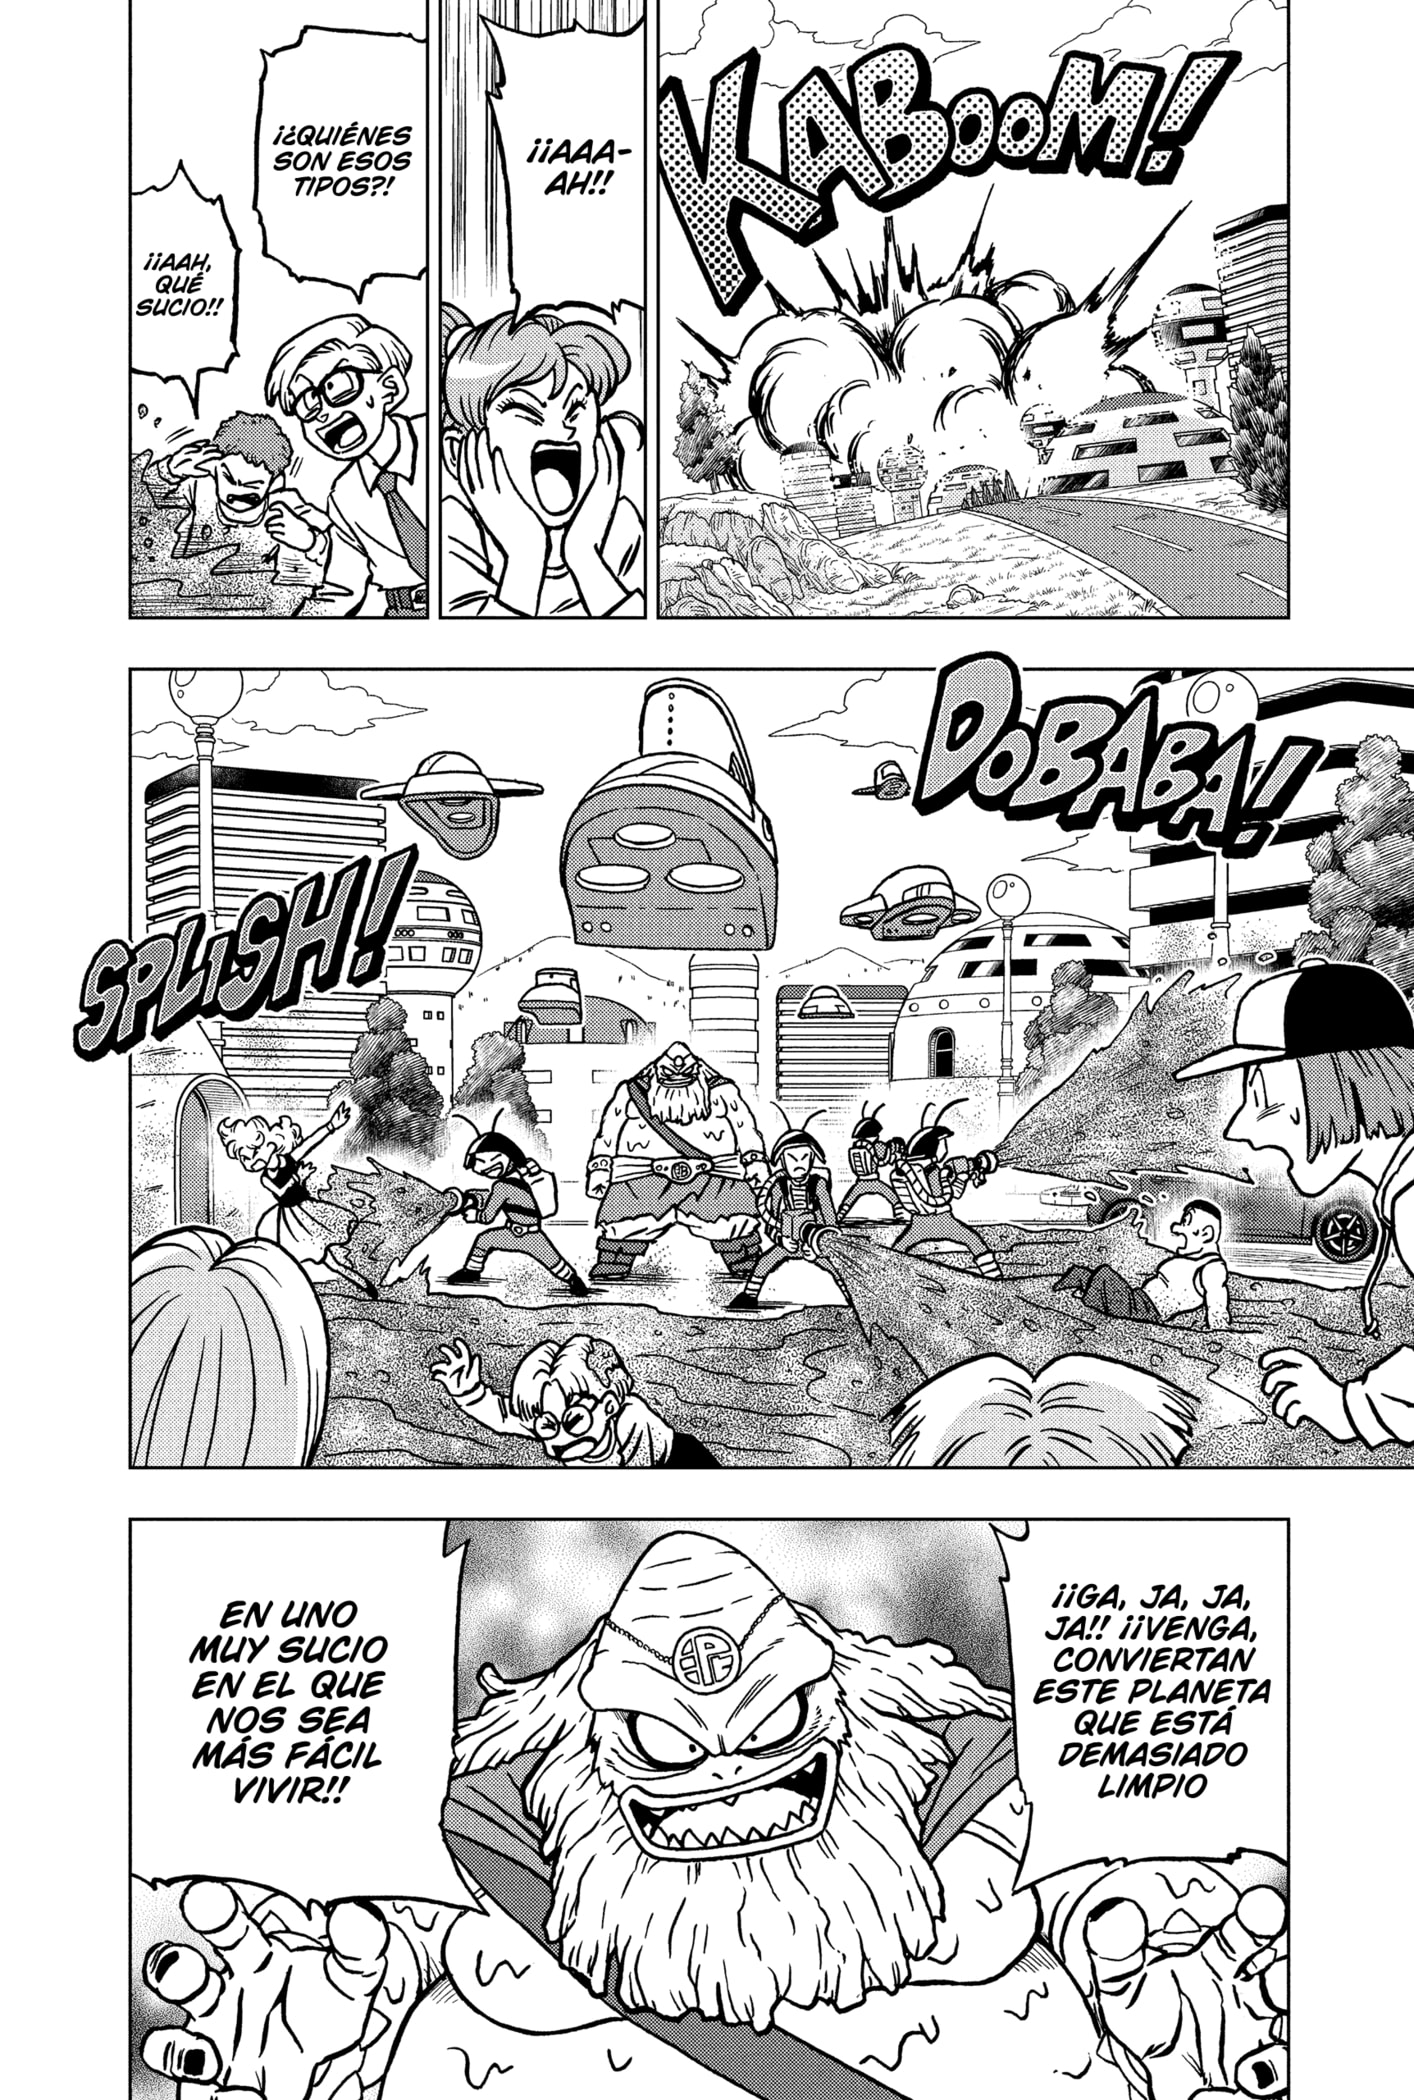 KABOOM!
¡¡AAA-
AH!!
¡¿QUIÉNES
SON ESOS
TIPOS?!
¡¡AAH,
QUÉ
SUCIO!!
DOBABA!
SPLISH!
¡¡GA, JA, JA,
JA!! ¡¡VENGA,
CONVIERTAN
ESTE PLANETA
QUE ESTÁ
DEMASIADO
LIMPIO
EN UNO
MUY SUCIO
EN EL QUE
NOS SEA
MÁS FÁCIL
VIVIR!!